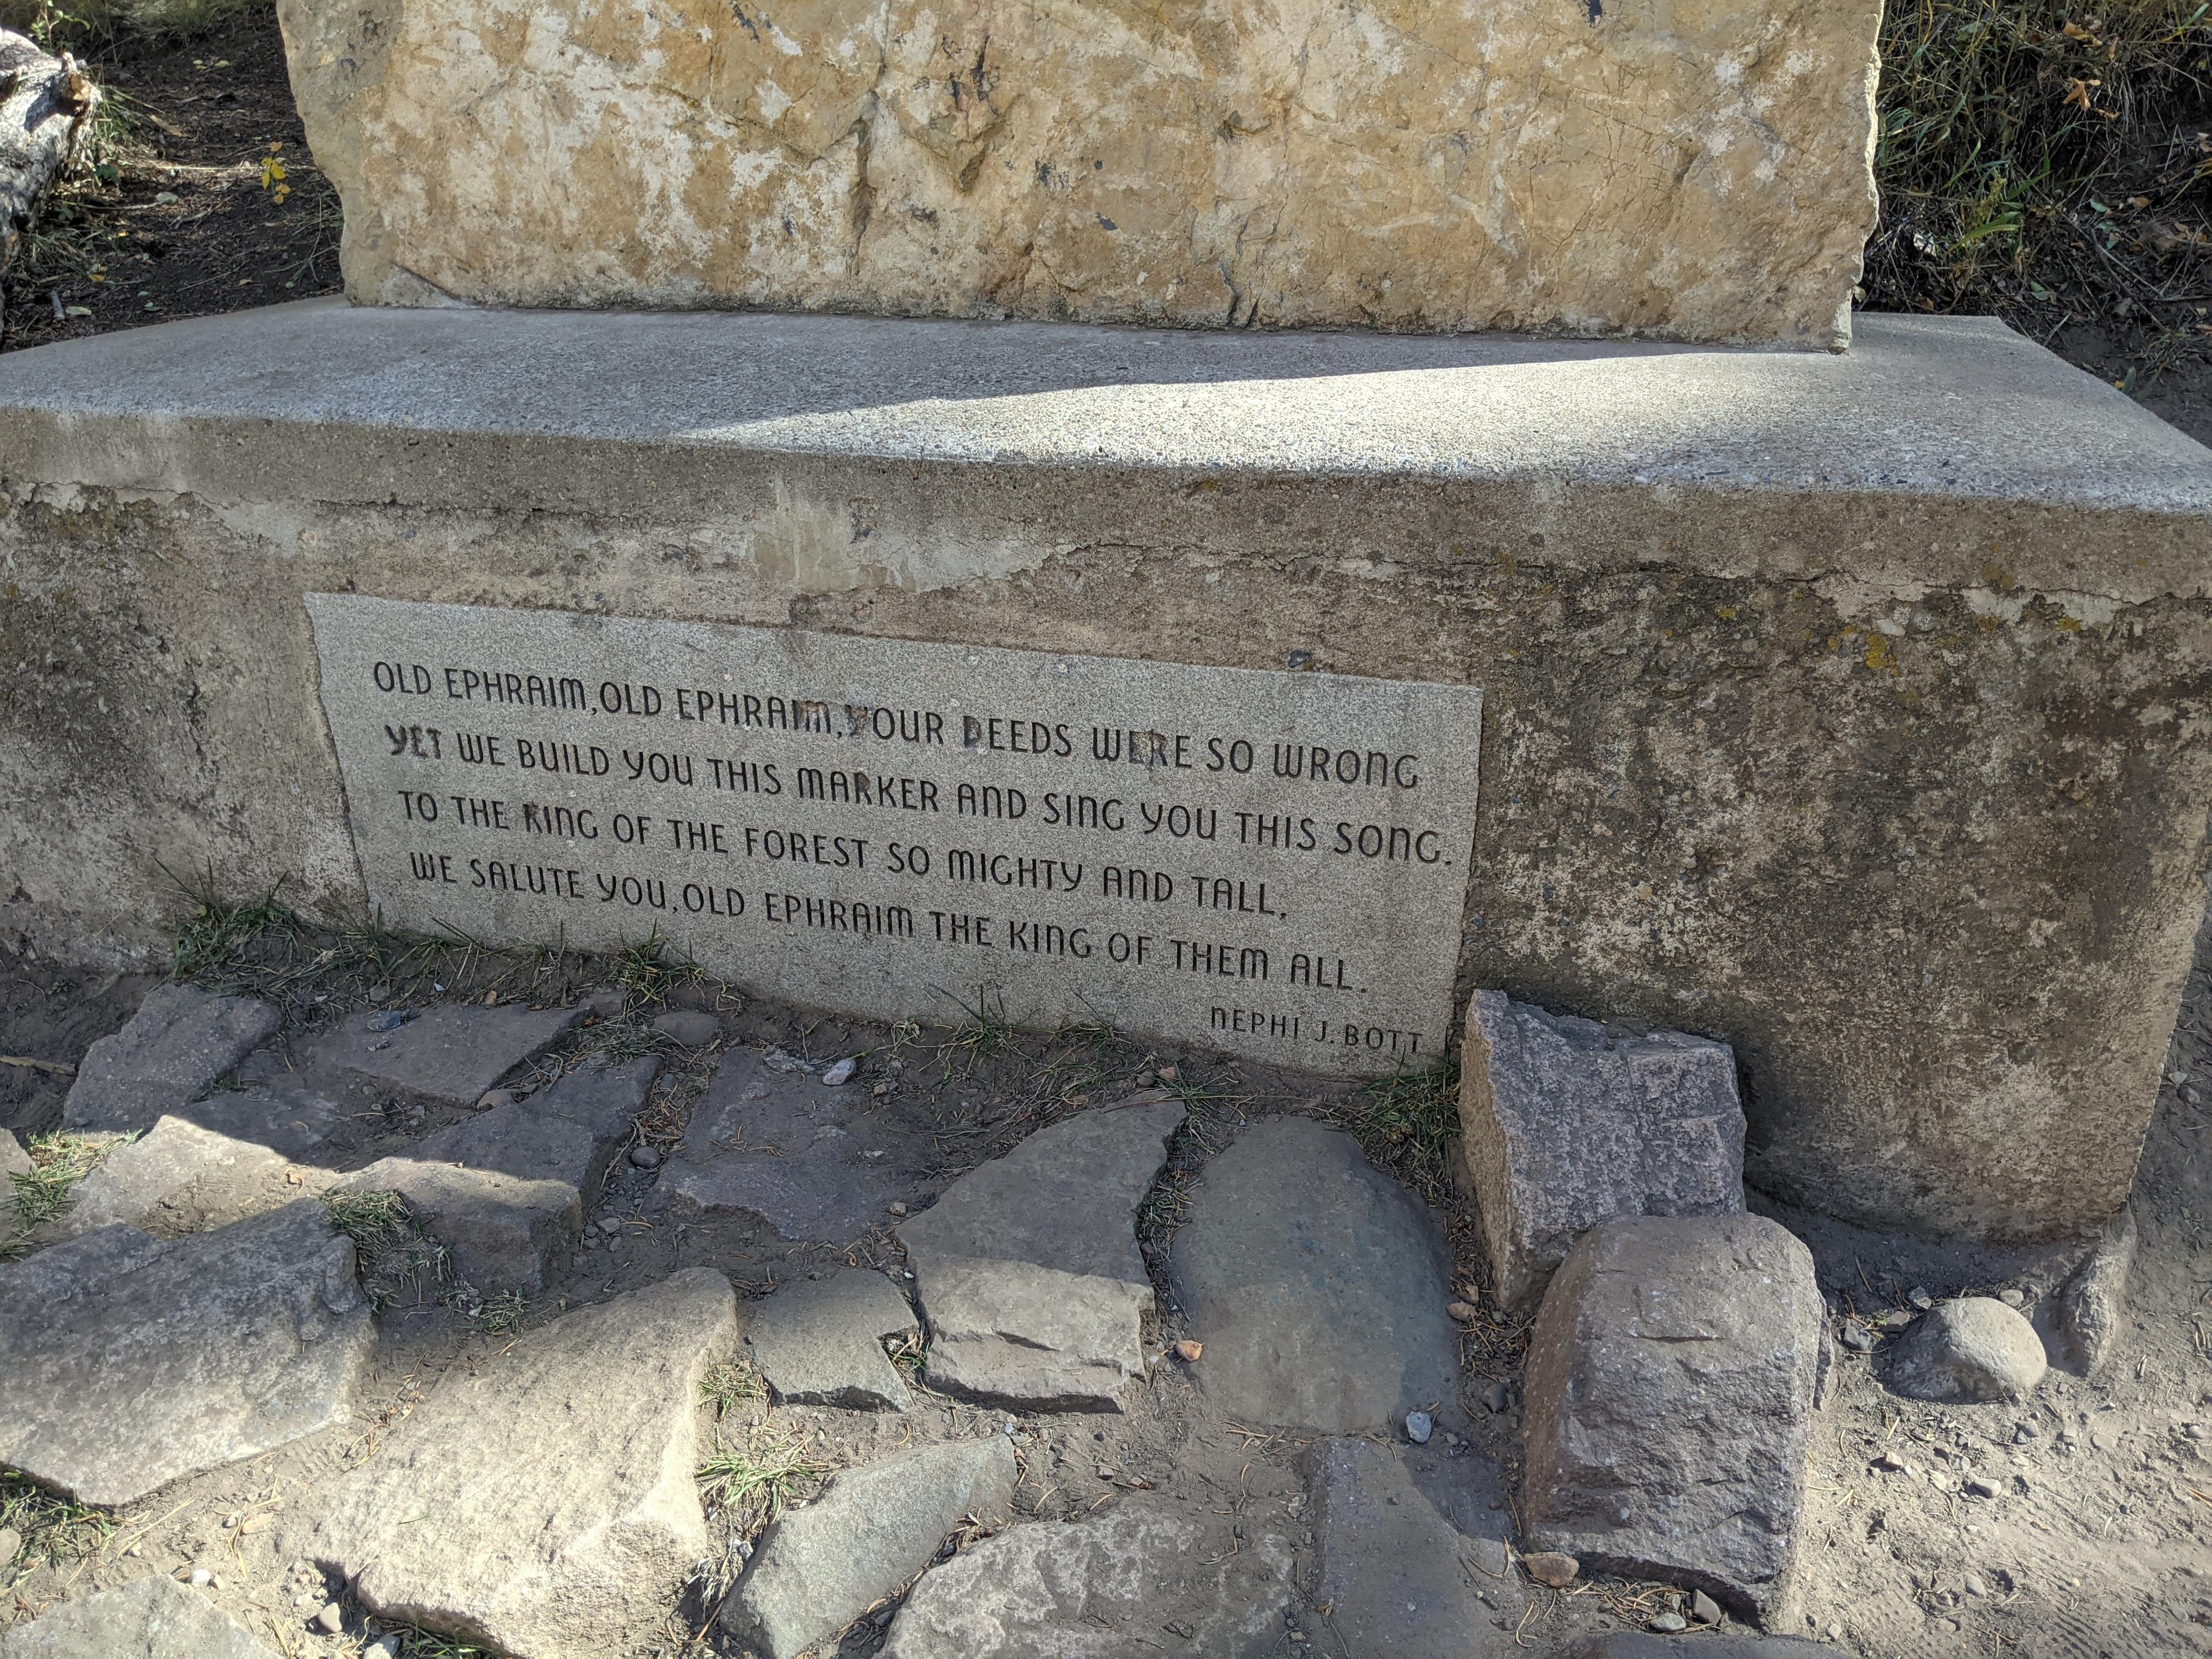 OLD EPHRAIM,OLD EPHRAIM,YOUR DEEDS WERE SO WRONG
YET WE BUILD YOU THIS MARKER AND SING YOU THIS SONG.
TO THE KING OF THE FOREST SO MIGHTY AND TALL,
WE SALUTE YOU,OLD EPHRAIM THE KING OF THEM ALL.
NEPHI J. BOTT